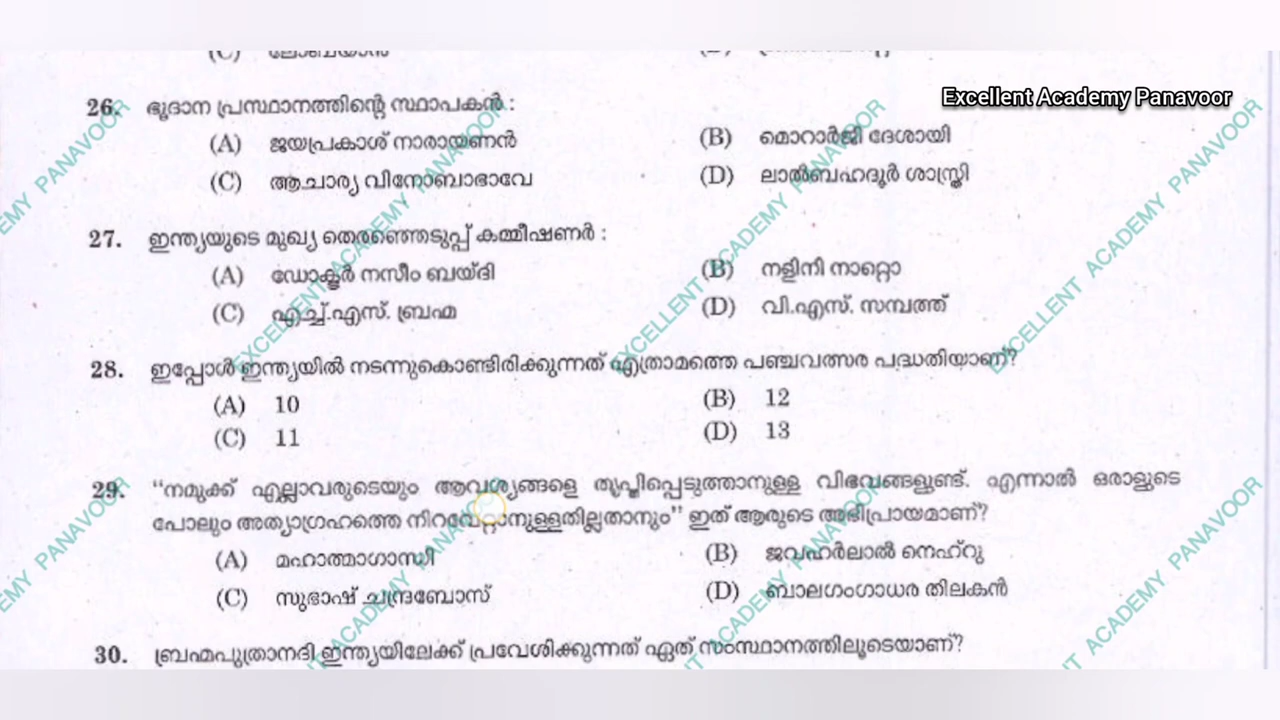 Excellent Academy Panavoor
26. ഭൂദാന പ്രസ്ഥാനത്തിന്റെ സ്ഥാപകൻ :
(A) ജയപ്രകാശ് നാരായണൻ (B) മൊറാർജി ദേശായി
(C) ആചാര്യ വിനോബാഭാവേ (D) ലാൽബഹദൂർ ശാസ്ത്രി
27. ഇന്ത്യയുടെ മുഖ്യ തെരഞ്ഞെടുപ്പ് കമ്മീഷണർ :
(A) ഡോക്ടർ നസീം ബയ്ദി (B) നളിനി നാറ്റൊ
(C) എച്ച്.എസ്. ബ്രഹ്മ (D) വി.എസ്. സമ്പത്ത്
28. ഇപ്പോൾ ഇന്ത്യയിൽ നടന്നുകൊണ്ടിരിക്കുന്നത് എത്രാമത്തെ പഞ്ചവത്സര പദ്ധതിയാണ്?
(A) 10 (B) 12
(C) 11 (D) 13
29. “നമുക്ക് എല്ലാവരുടെയും ആവശ്യങ്ങളെ തൃപ്തിപ്പെടുത്താനുള്ള വിഭവങ്ങളുണ്ട്. എന്നാൽ ഒരാളുടെ
പോലും അത്യാഗ്രഹത്തെ നിറവേറ്റാനുള്ളതില്ലതാനും” ഇത് ആരുടെ അഭിപ്രായമാണ്?
(A) മഹാത്മാഗാന്ധി (B) ജവഹർലാൽ നെഹ്റു
(C) സുഭാഷ് ചന്ദ്രബോസ് (D) ബാലഗംഗാധര തിലകൻ
30. ബ്രഹ്മപുത്രാനദി ഇന്ത്യയിലേക്ക് പ്രവേശിക്കുന്നത് ഏത് സംസ്ഥാനത്തിലൂടെയാണ്?
EXCELLENT ACADEMY PANAVOOR